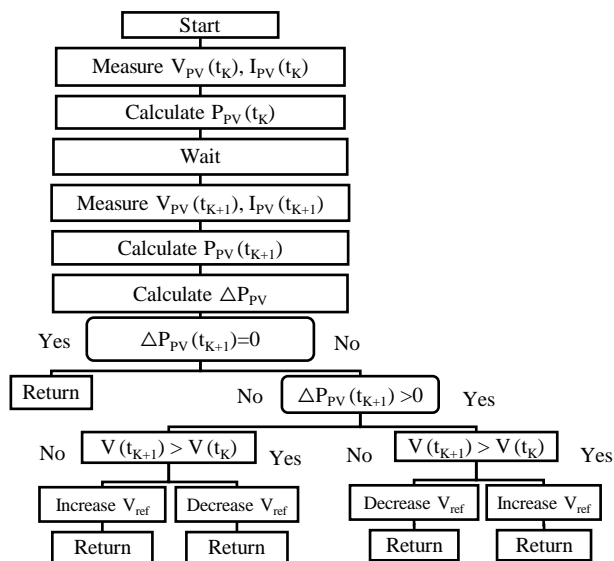 Start
Measure V_PV (t_K), I_PV (t_K)
Calculate P_PV (t_K)
Wait
Measure V_PV (t_K+1), I_PV (t_K+1)
Calculate P_PV (t_K+1)
Calculate △P_PV
Yes
△P_PV (t_K+1)=0
No
Return
No
△P_PV (t_K+1) >0
Yes
No
V (t_K+1) > V (t_K)
Yes
No
V (t_K+1) > V (t_K)
Yes
Increase V_ref
Decrease V_ref
Decrease V_ref
Increase V_ref
Return
Return
Return
Return